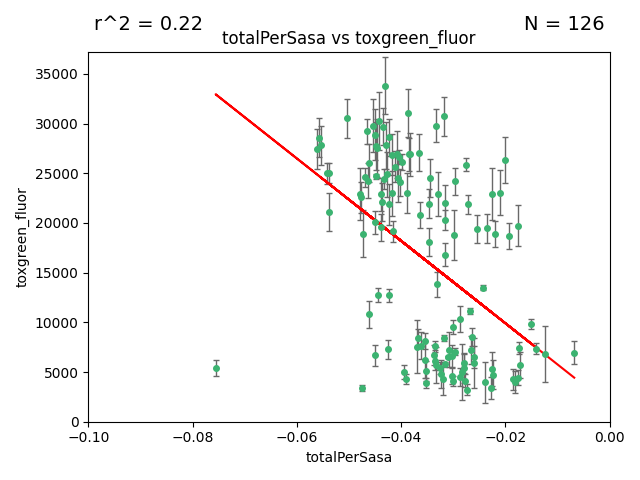 r^2 = 0.22
N = 126
totalPerSasa vs toxgreen_fluor
toxgreen_fluor
35000
30000
25000
20000
15000
10000
5000
0
−0.10
−0.08
−0.06
−0.04
−0.02
0.00
totalPerSasa